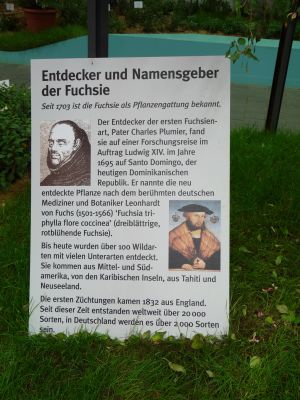 Entdecker und Namensgeber
der Fuchsie
Seit 1703 ist die Fuchsie als Pflanzengattung bekannt.
Der Entdecker der ersten Fuchsien-
art, Pater Charles Plumier, fand
sie auf einer Forschungsreise im
Auftrag Ludwig XIV. im Jahre
1695 auf Santo Domingo, der
heutigen Dominikanischen
Republik. Er nannte die neu
entdeckte Pflanze nach dem berühmten deutschen
Mediziner und Botaniker Leonhardt
von Fuchs (1501-1566) 'Fuchsia tri-
phylla flore coccinea' (dreiblättrige,
rotblühende Fuchsie).
Bis heute wurden über 100 Wildar-
ten mit vielen Unterarten entdeckt.
Sie kommen aus Mittel- und Süd-
amerika, von den Karibischen Inseln, aus Tahiti und
Neuseeland.
Die ersten Züchtungen kamen 1832 aus England.
Seit dieser Zeit entstanden weltweit über 20 000
Sorten, in Deutschland werden es über 2 000 Sorten
sein.